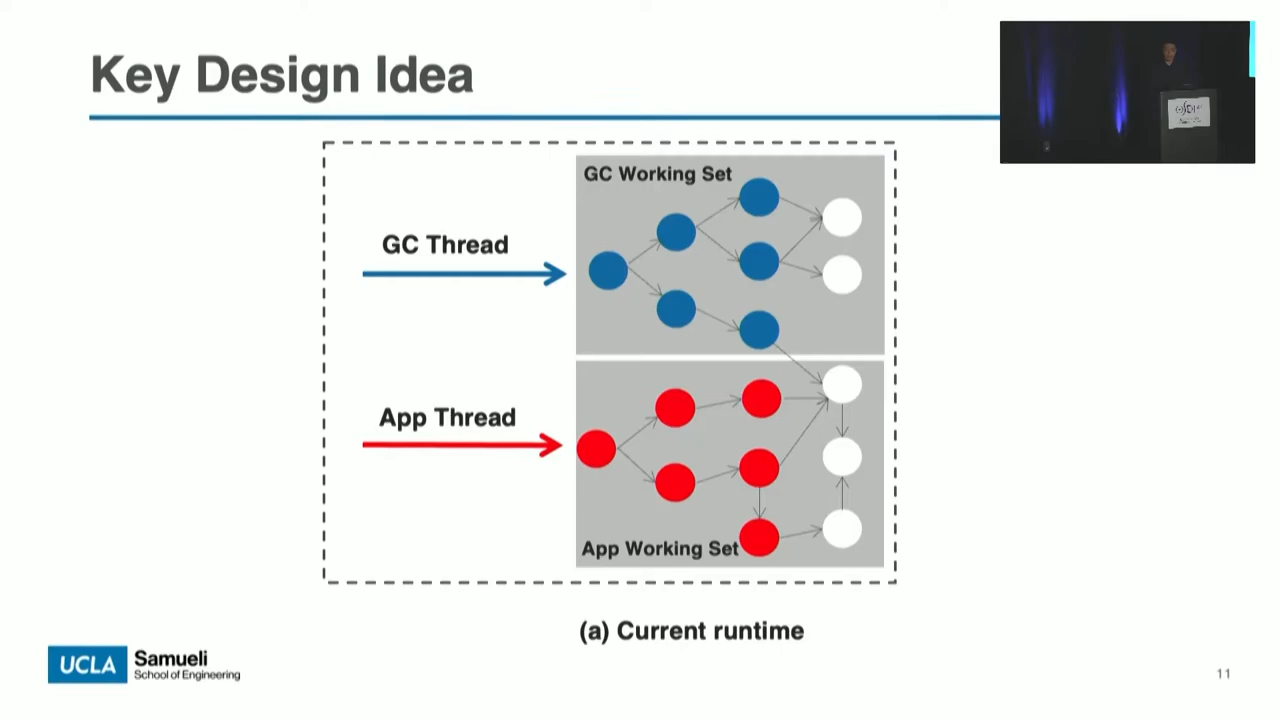 Key Design Idea
GC Working Set
GC Thread
App Thread
App Working Set
(a) Current runtime
UCLA
Samueli
School of Engineering
11